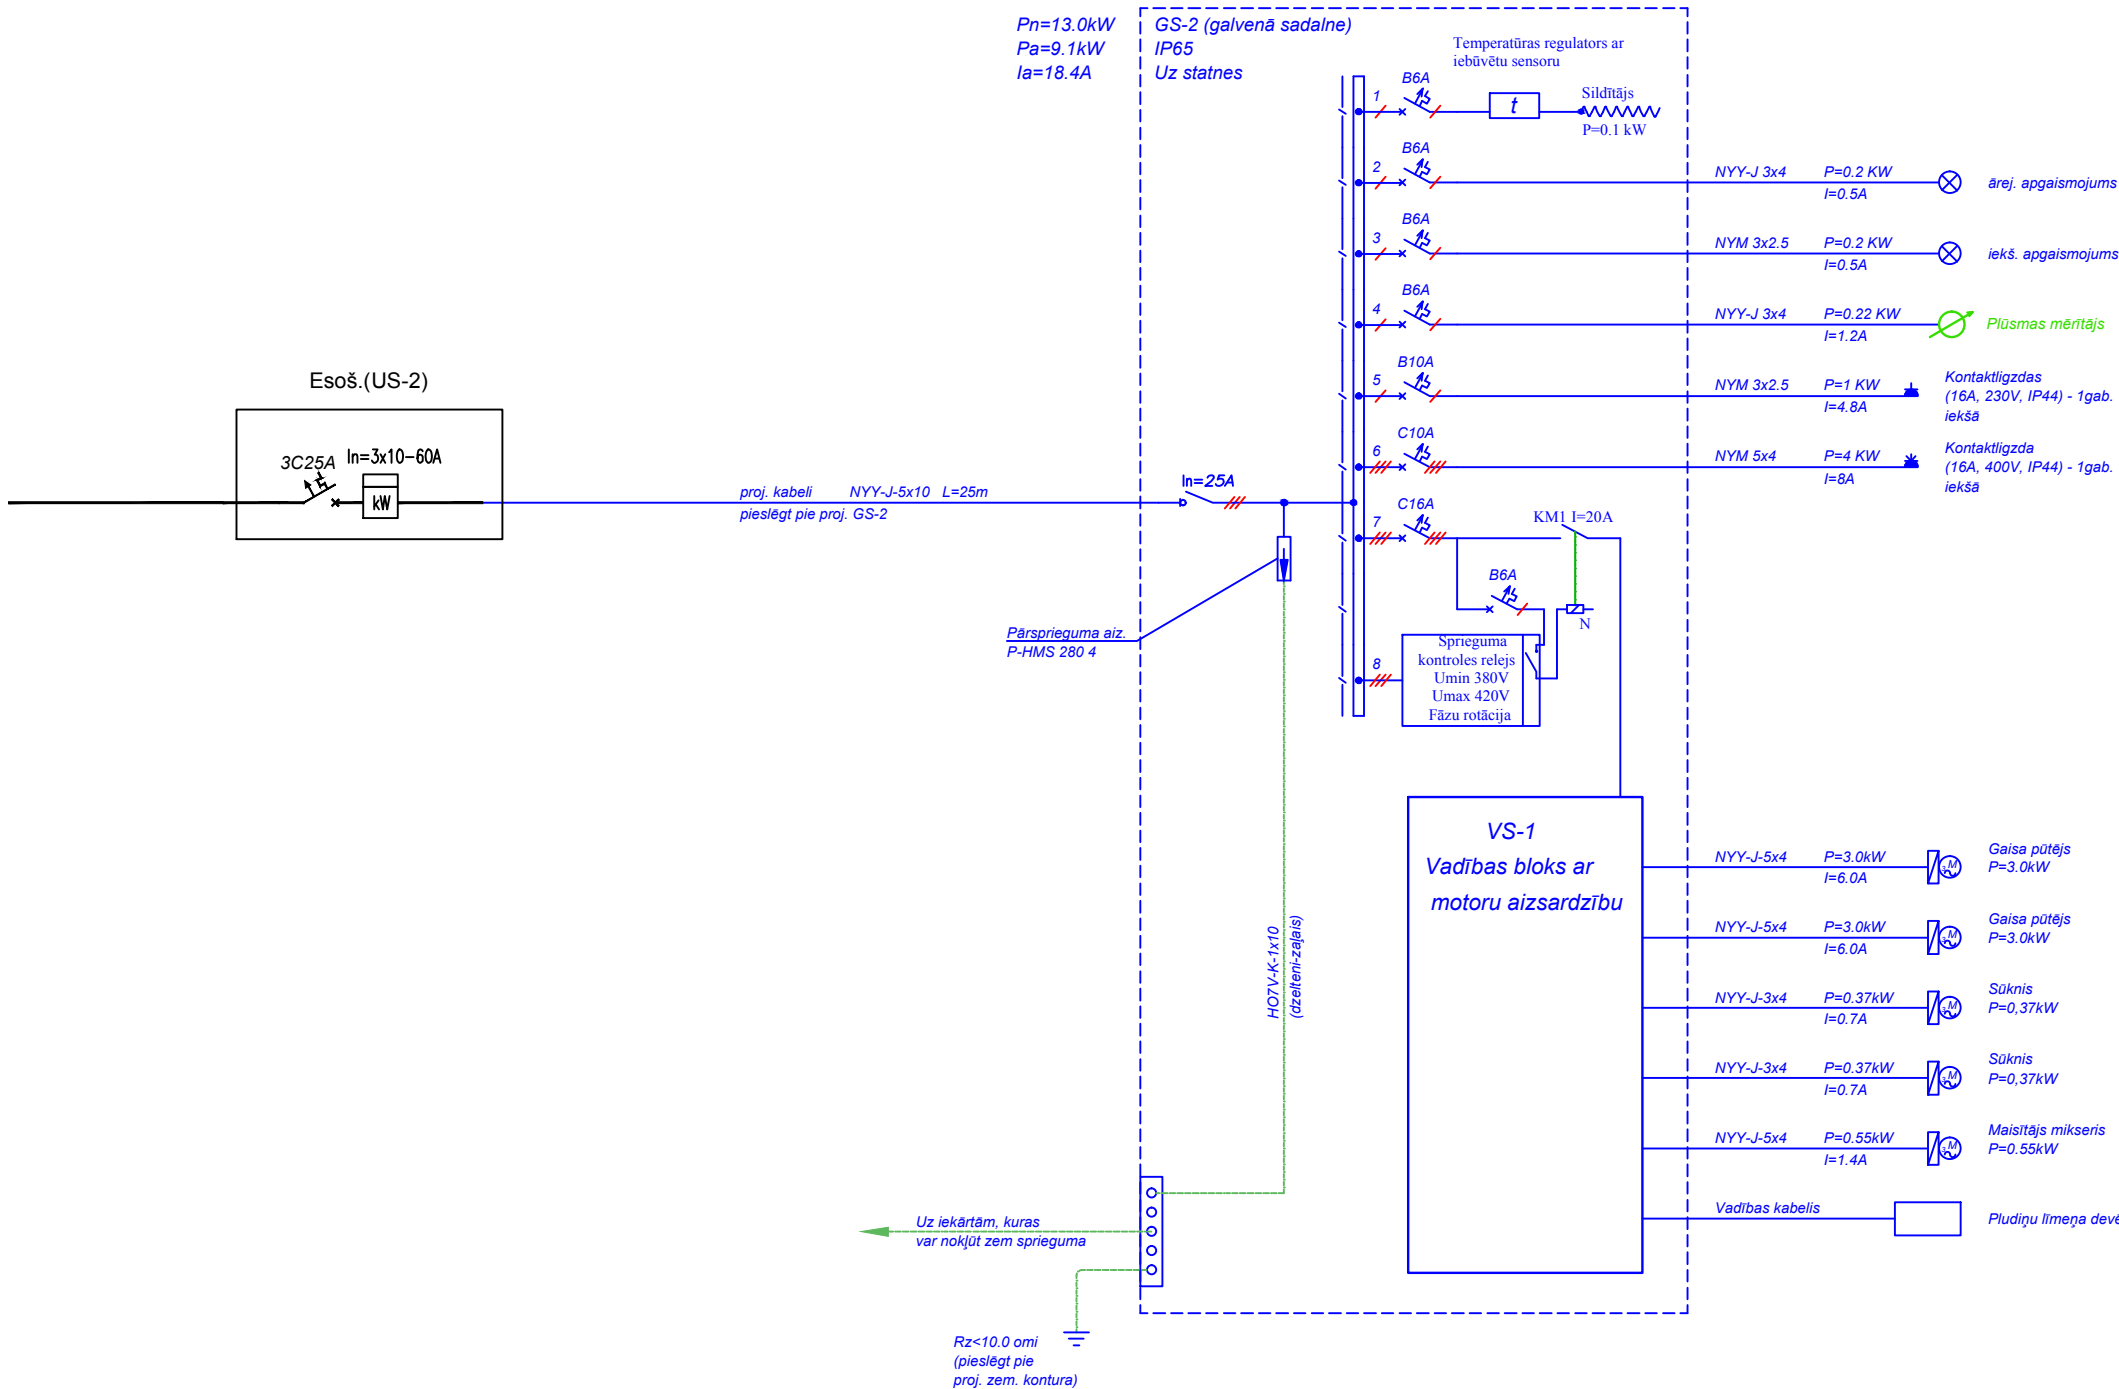 Pn=13.0kW
Pa=9.1kW
Ia=18.4A
GS-2 (galvenā sadalne)
IP65
Uz statnes
Temperatūras regulators ar
iebūvētu sensoru
1
B6A
t
Sildītājs
P=0.1 kW
2
B6A
NYY-J 3x4
P=0.2 KW
I=0.5A
ārej. apgaismojums
3
B6A
NYM 3x2.5
P=0.2 KW
I=0.5A
iekš. apgaismojums
4
B6A
NYY-J 3x4
P=0.22 KW
I=1.2A
Plūsmas mērītājs
5
B10A
NYM 3x2.5
P=1 KW
I=4.8A
Kontaktligzdas
(16A, 230V, IP44) - 1gab.
iekšā
6
C10A
NYM 5x4
P=4 KW
I=8A
Kontaktligzda
(16A, 400V, IP44) - 1gab.
iekšā
Esoš.(US-2)
3C25A
In=3x10-60A
kW
proj. kabeli NYY-J-5x10 L=25m
pieslēgt pie proj. GS-2
In=25A
7
C16A
KM1 I=20A
B6A
N
Pārsprieguma aiz.
P-HMS 280 4
8
Sprieguma
kontroles relejs
Umin 380V
Umax 420V
Fāzu rotācija
VS-1
Vadības bloks ar
motoru aizsardzību
NYY-J-5x4
P=3.0kW
I=6.0A
M
3
Gaisa pūtējs
P=3.0kW
NYY-J-5x4
P=3.0kW
I=6.0A
M
3
Gaisa pūtējs
P=3.0kW
NYY-J-3x4
P=0.37kW
I=0.7A
M
3
Sūknis
P=0,37kW
NYY-J-3x4
P=0.37kW
I=0.7A
M
3
Sūknis
P=0,37kW
NYY-J-5x4
P=0.55kW
I=1.4A
M
3
Maisītājs mikseris
P=0.55kW
Vadības kabelis
Pludiņu līmeņa devē
HO7V-K-1x10
(dzelteni-zaļais)
Uz iekārtām, kuras
var nokļūt zem sprieguma
Rz<10.0 omi
(pieslēgt pie
proj. zem. kontura)